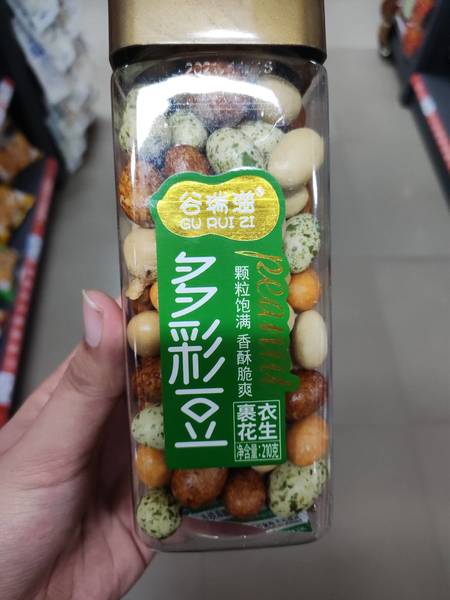 谷瑞滋
GU RUI ZI
多彩豆
颗粒饱满 香酥脆爽
peanut
裹衣
花生
净含量:210克